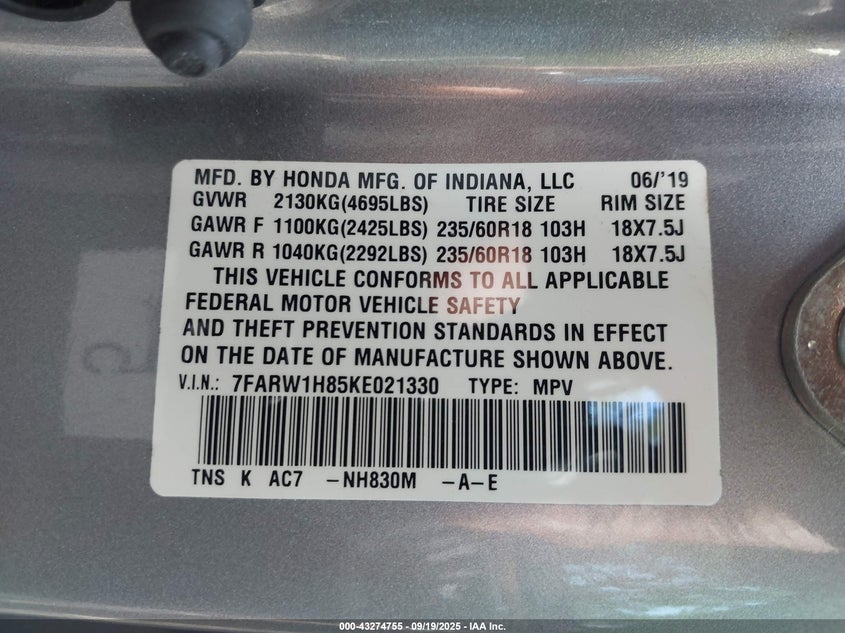 MFD. BY HONDA MFG. OF INDIANA, LLC 06/'19
GVWR 2130KG(4695LBS) TIRE SIZE RIM SIZE
GAWR F 1100KG(2425LBS) 235/60R18 103H 18X7.5J
GAWR R 1040KG(2292LBS) 235/60R18 103H 18X7.5J
THIS VEHICLE CONFORMS TO ALL APPLICABLE
FEDERAL MOTOR VEHICLE SAFETY
AND THEFT PREVENTION STANDARDS IN EFFECT
ON THE DATE OF MANUFACTURE SHOWN ABOVE.
V.I.N.: 7FARW1H85KE021330 TYPE: MPV
TNS K AC7 -NH830M -A-E
000-43274755 - 09/19/2025 - IAA Inc.